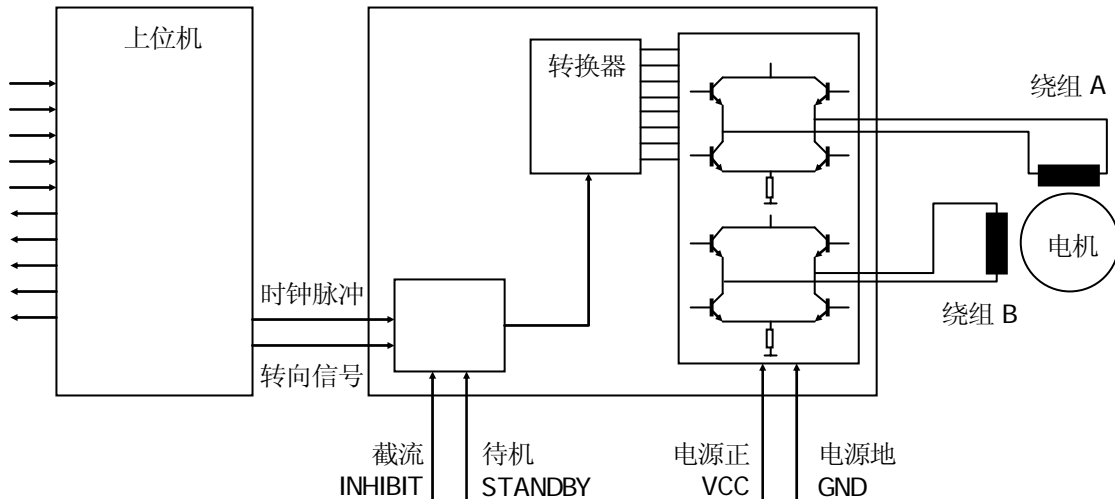 上位机
转换器
绕组 A
电机
绕组 B
时钟脉冲
转向信号
截流
INHIBIT
待机
STANDBY
电源正
VCC
电源地
GND